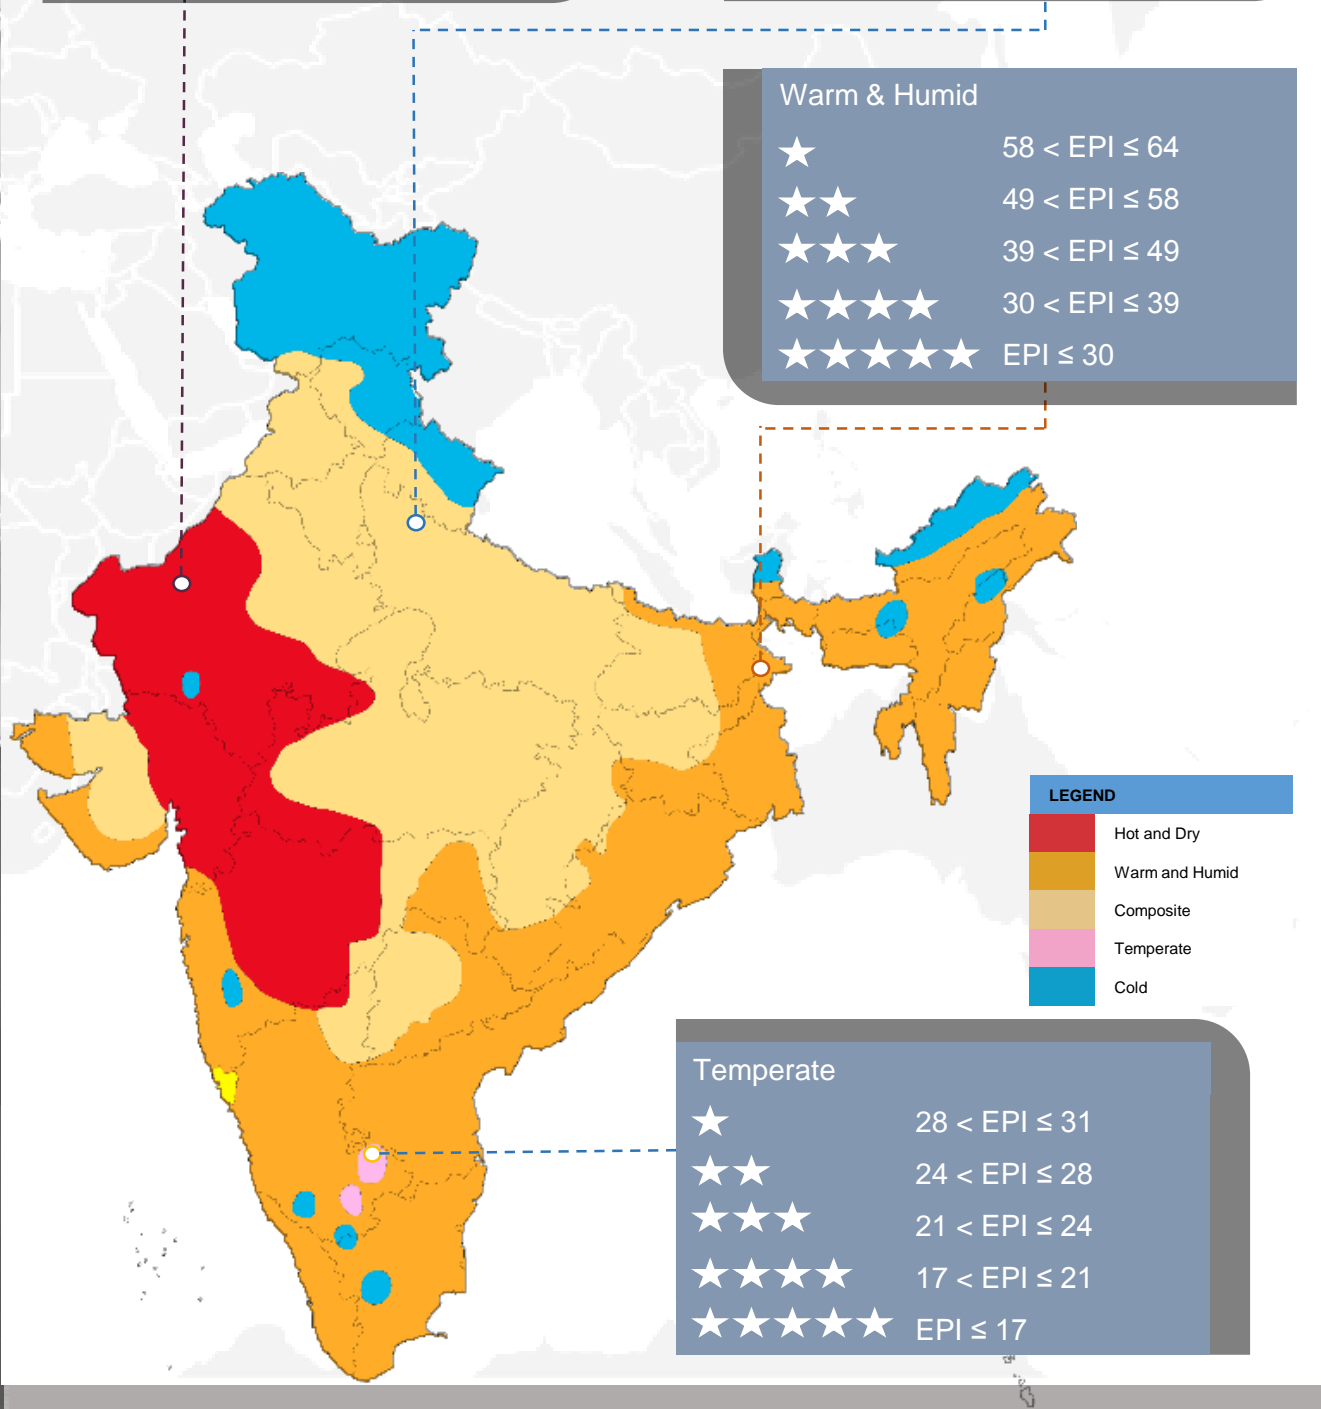 Warm & Humid
58 < EPI ≤ 64
49 < EPI ≤ 58
39 < EPI ≤ 49
30 < EPI ≤ 39
EPI ≤ 30
LEGEND
Hot and Dry
Warm and Humid
Composite
Temperate
Cold
Temperate
28 < EPI ≤ 31
24 < EPI ≤ 28
21 < EPI ≤ 24
17 < EPI ≤ 21
EPI ≤ 17